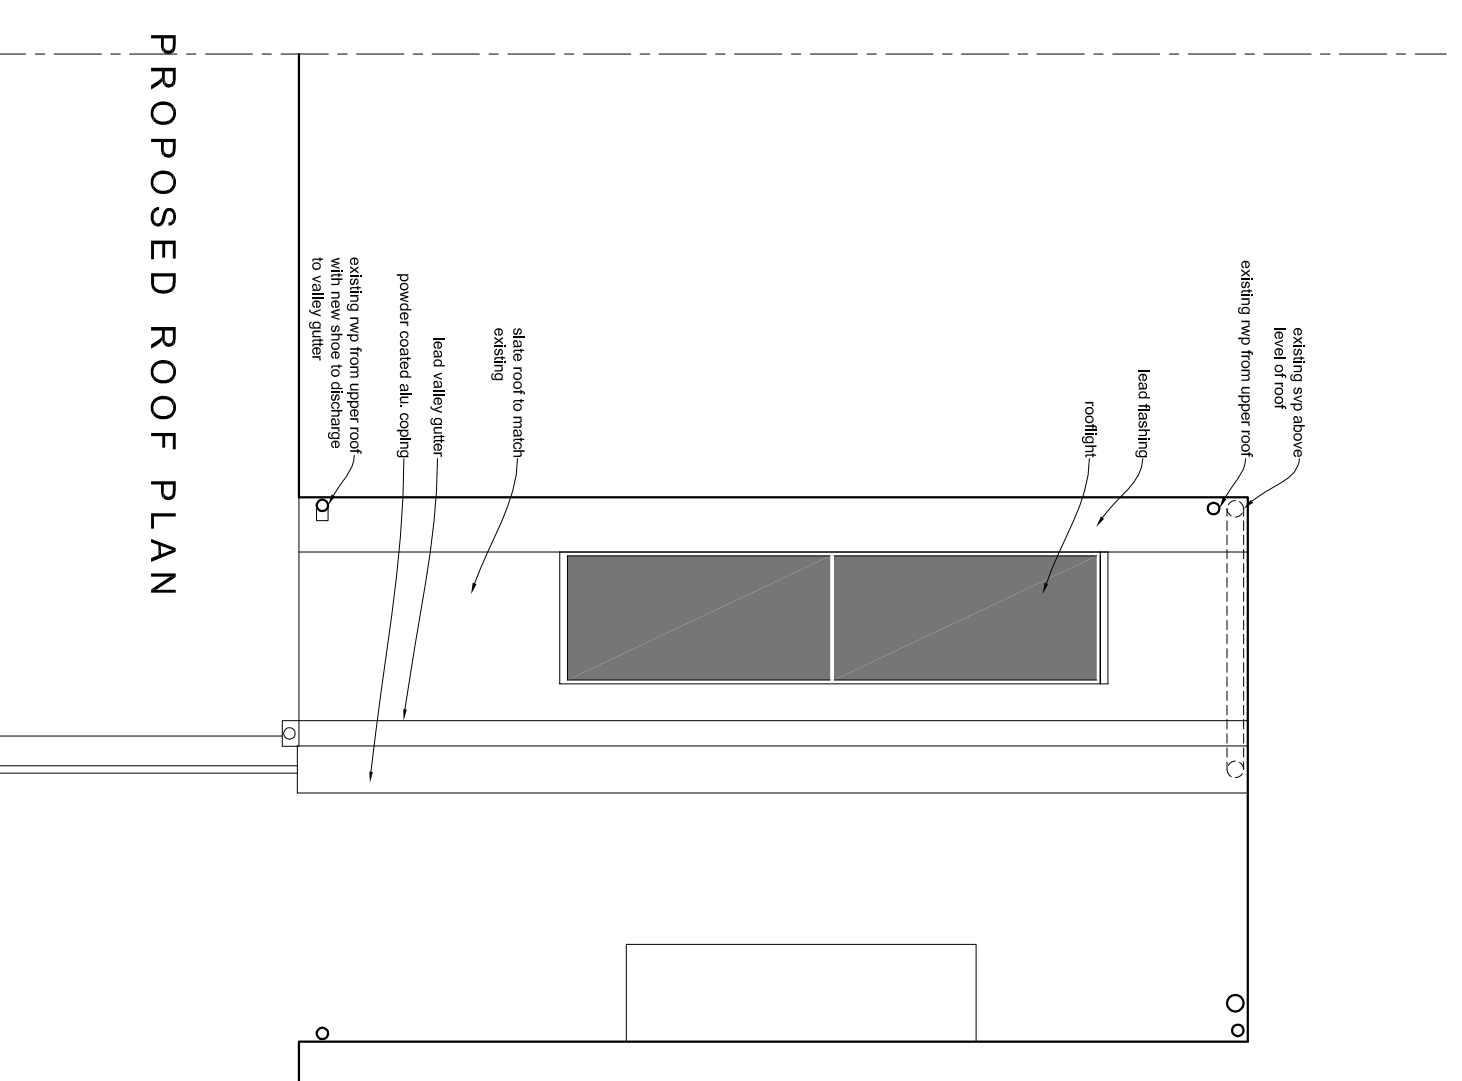 existing svp above
level of roof
existing rwp from upper roof
lead flashing
rooflight
slate roof to match
existing
lead valley gutter
powder coated alu. coping
existing rwp from upper roof
with new shoe to discharge
to valley gutter
PROPOSED ROOF PLAN